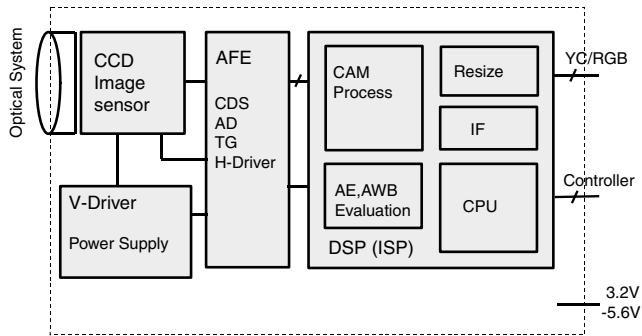 Optical System
CCD
Image
sensor
AFE
CDS
AD
TG
H-Driver
V-Driver
Power Supply
CAM
Process
Resize
IF
AE,AWB
Evaluation
CPU
DSP (ISP)
YC/RGB
Controller
3.2V
-5.6V